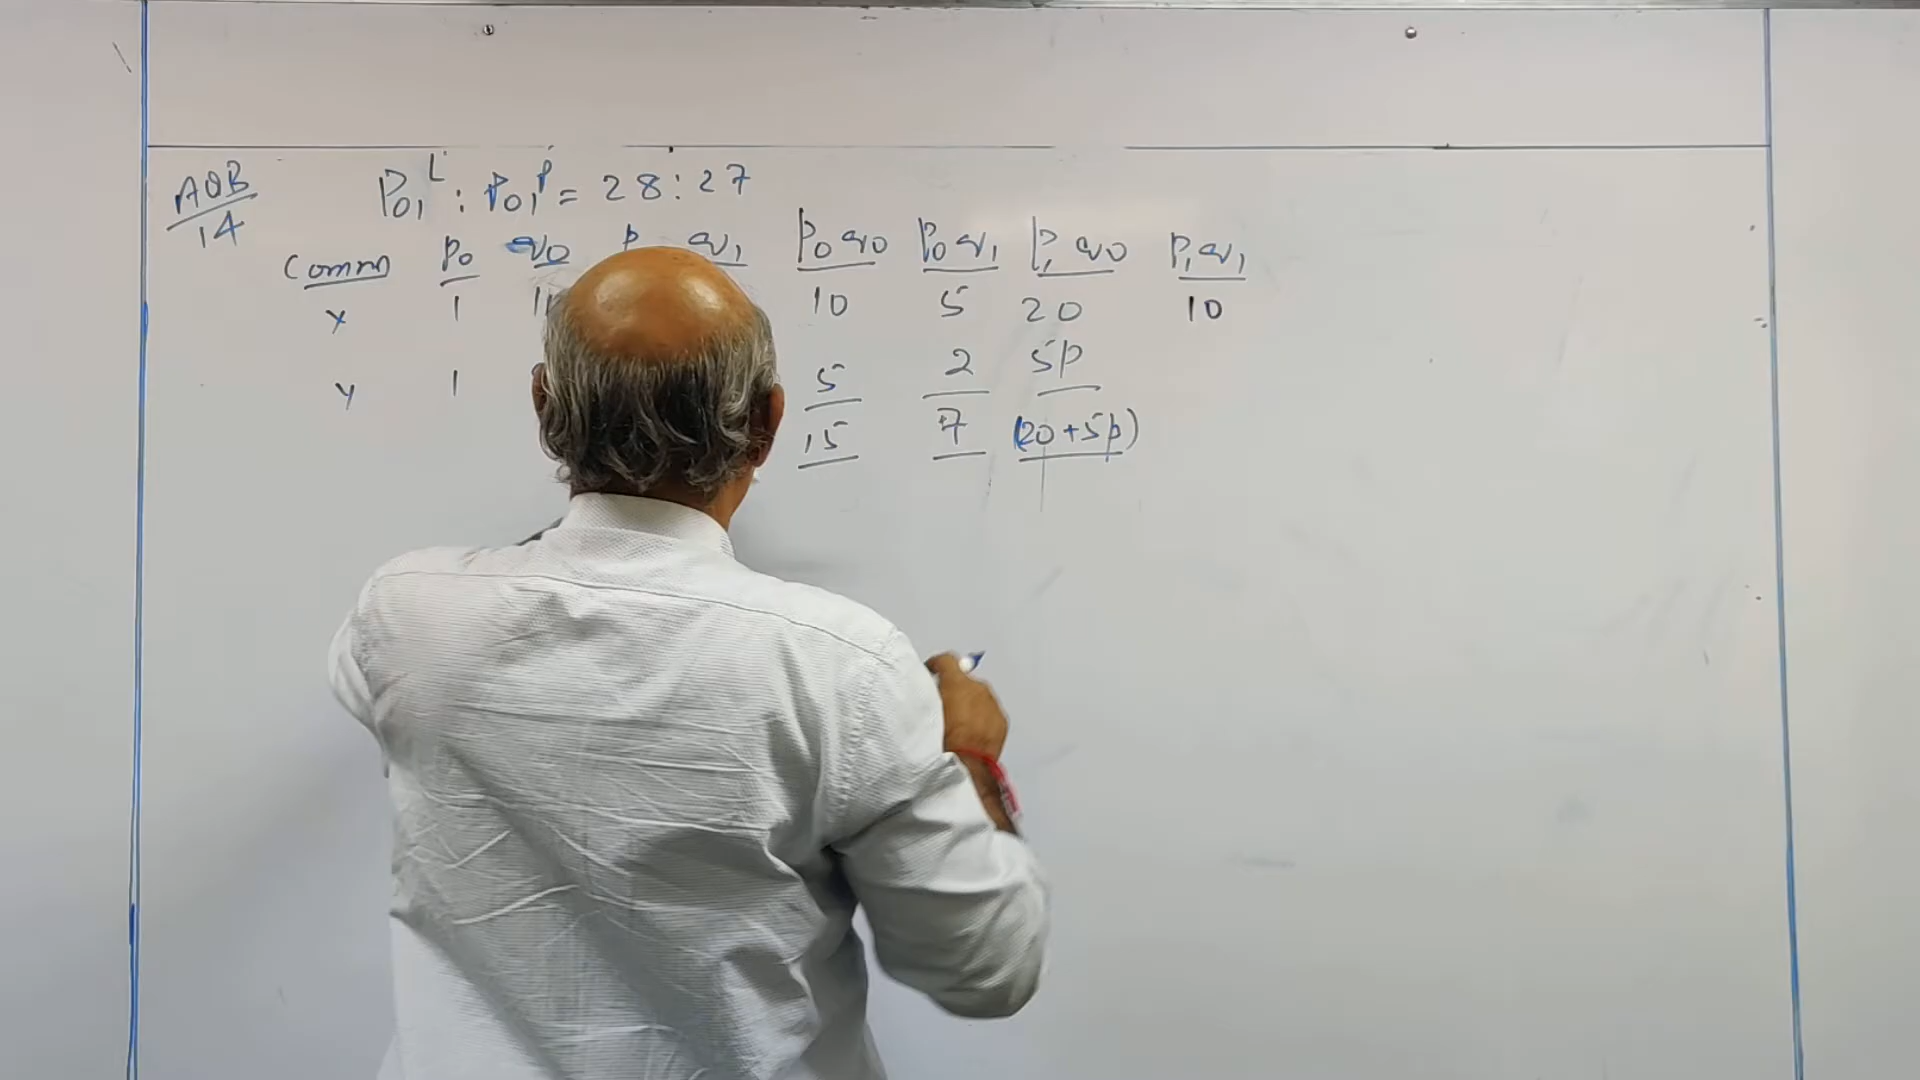 AQB
14
P₀₁ᴸ : P₀₁ᴾ = 28:27
Comm P₀ q₀ P q₁ P₀q₀ P₀q₁ P₁q₀ P₁q₁
X 1 10 5 20 10
Y 1 5 2 5p
15 7 (20+5p)